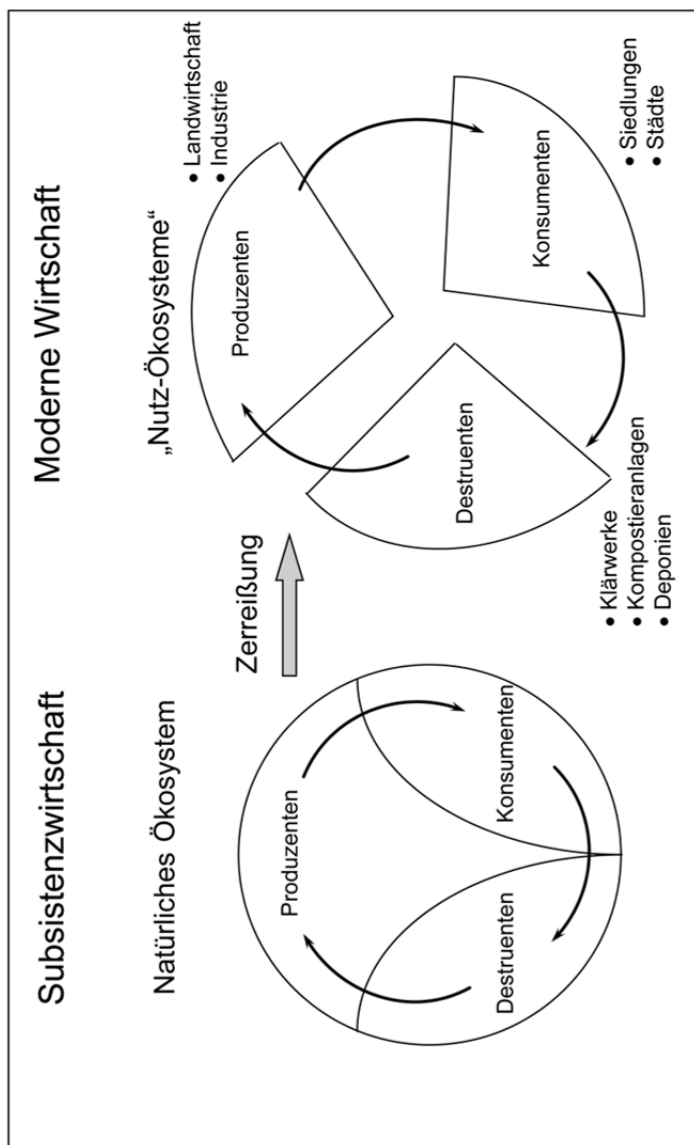 Subsistenzwirtschaft
Natürliches Ökosystem
Produzenten
Konsumenten
Destruenten
Zerreißung
Moderne Wirtschaft
„Nutz-Ökosysteme“
Produzenten
• Landwirtschaft
• Industrie
Konsumenten
• Siedlungen
• Städte
Destruenten
• Klärwerke
• Kompostieranlagen
• Deponien